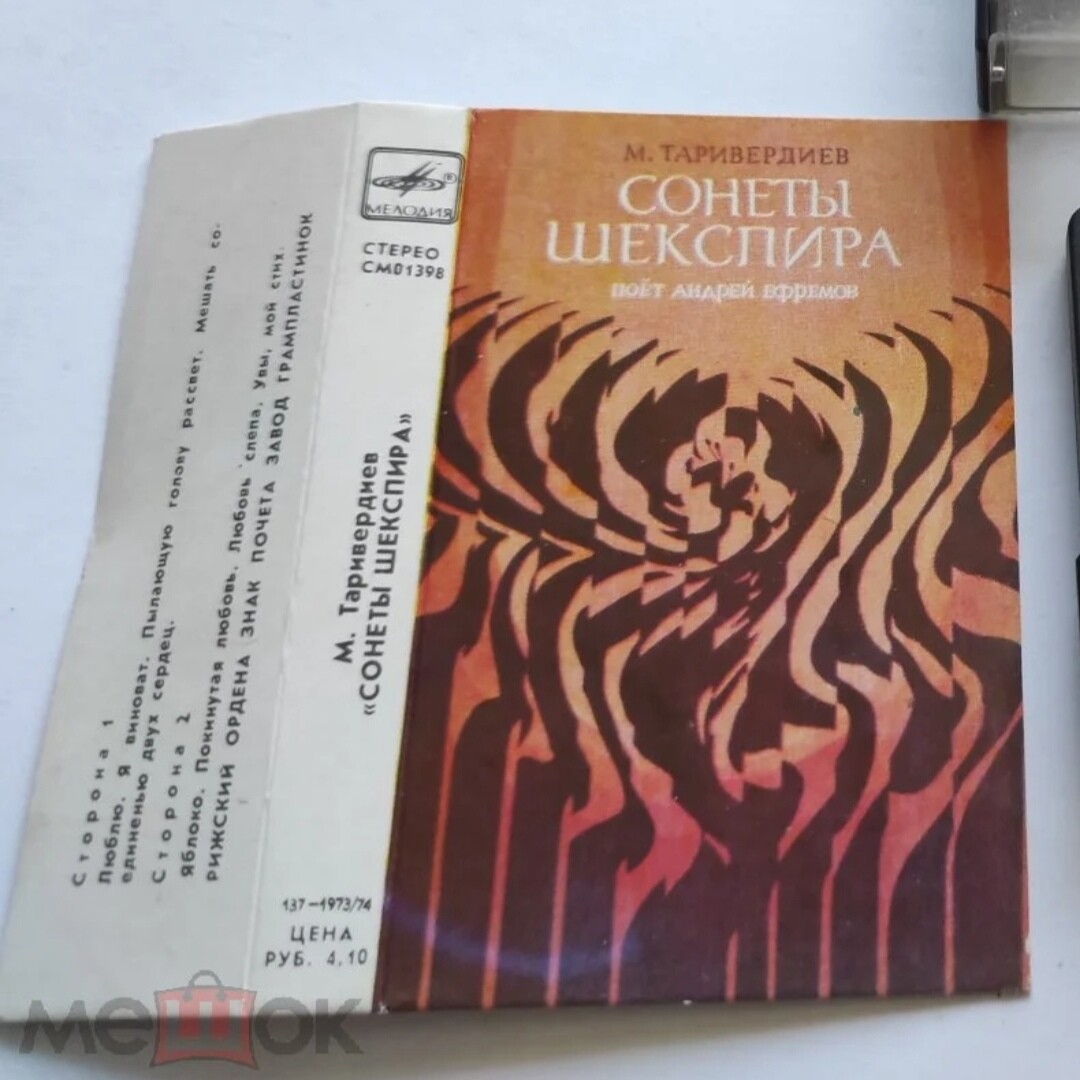 Сторона 1
Люблю. Я виноват. Пылающую голову рассвет. Мешать со-
единенью двух сердец.
Сторона 2
Яблоко. Покинутая любовь. Любовь слепа. Увы, мой стих.
РИЖСКИЙ ОРДЕНА ЗНАК ПОЧЕТА ЗАВОД ГРАМПЛАСТИНОК
МЕЛОДИЯ
СТЕРЕО
СМ01398
М. Таривердиев
«СОНЕТЫ ШЕКСПИРА»
137—1973/74
ЦЕНА
РУБ. 4.10
М. ТАРИВЕРДИЕВ
СОНЕТЫ
ШЕКСПИРА
ПОЁТ АНДРЕЙ ЕФРЕМОВ
мешок